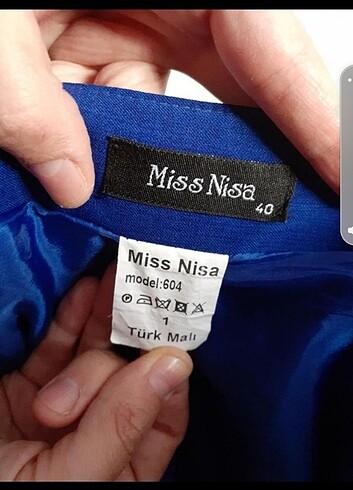 Miss Nisa
40
Miss Nisa
model:604
1
Türk Malı